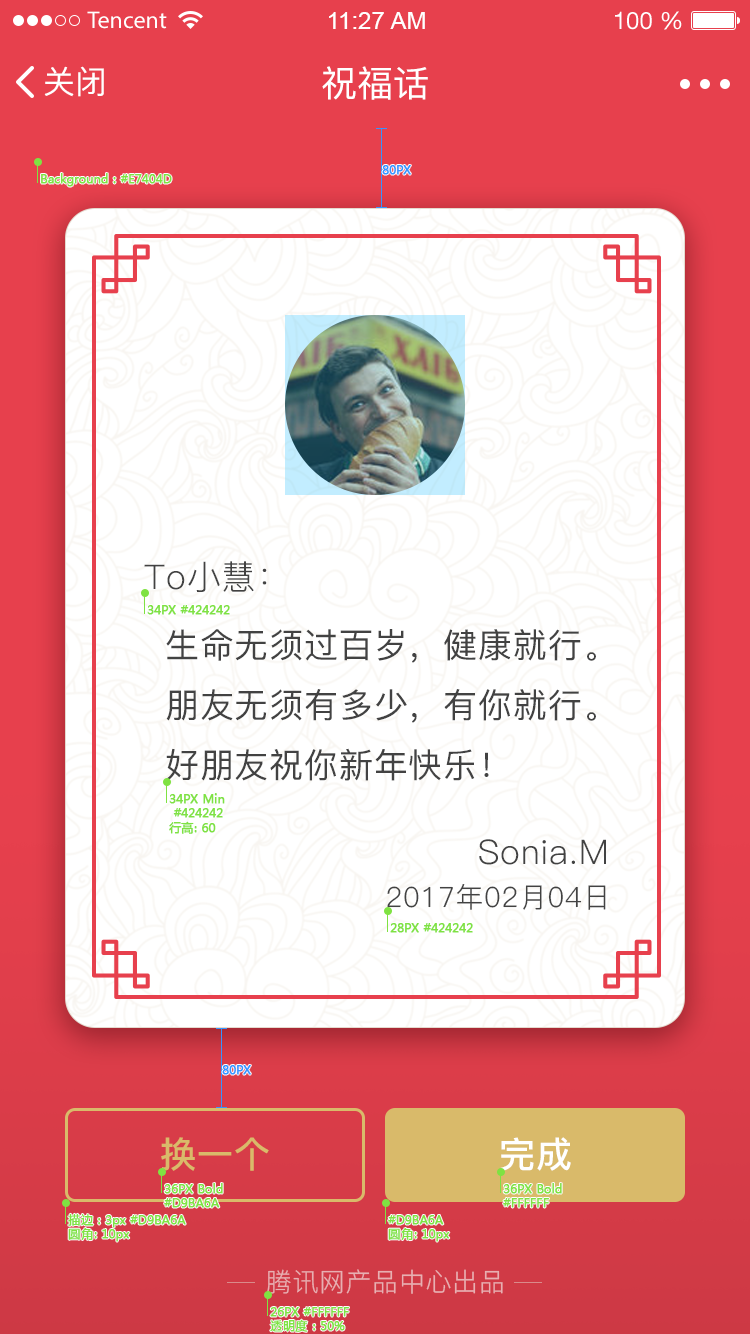 Tencent 11:27 AM 100 %
关闭 祝福话
80PX
Background : #E7404D
ХЛІБ
To小慧：
34PX #424242
生命无须过百岁，健康就行。
朋友无须有多少，有你就行。
好朋友祝你新年快乐！
34PX Min
#424242
行高: 60
Sonia.M
2017年02月04日
28PX #424242
80PX
换一个 完成
36PX Bold 36PX Bold
#D9BA6A #FFFFFF
描边 : 3px #D9BA6A #D9BA6A
圆角: 10px 圆角: 10px
腾讯网产品中心出品
26PX #FFFFFF
透明度 : 50%